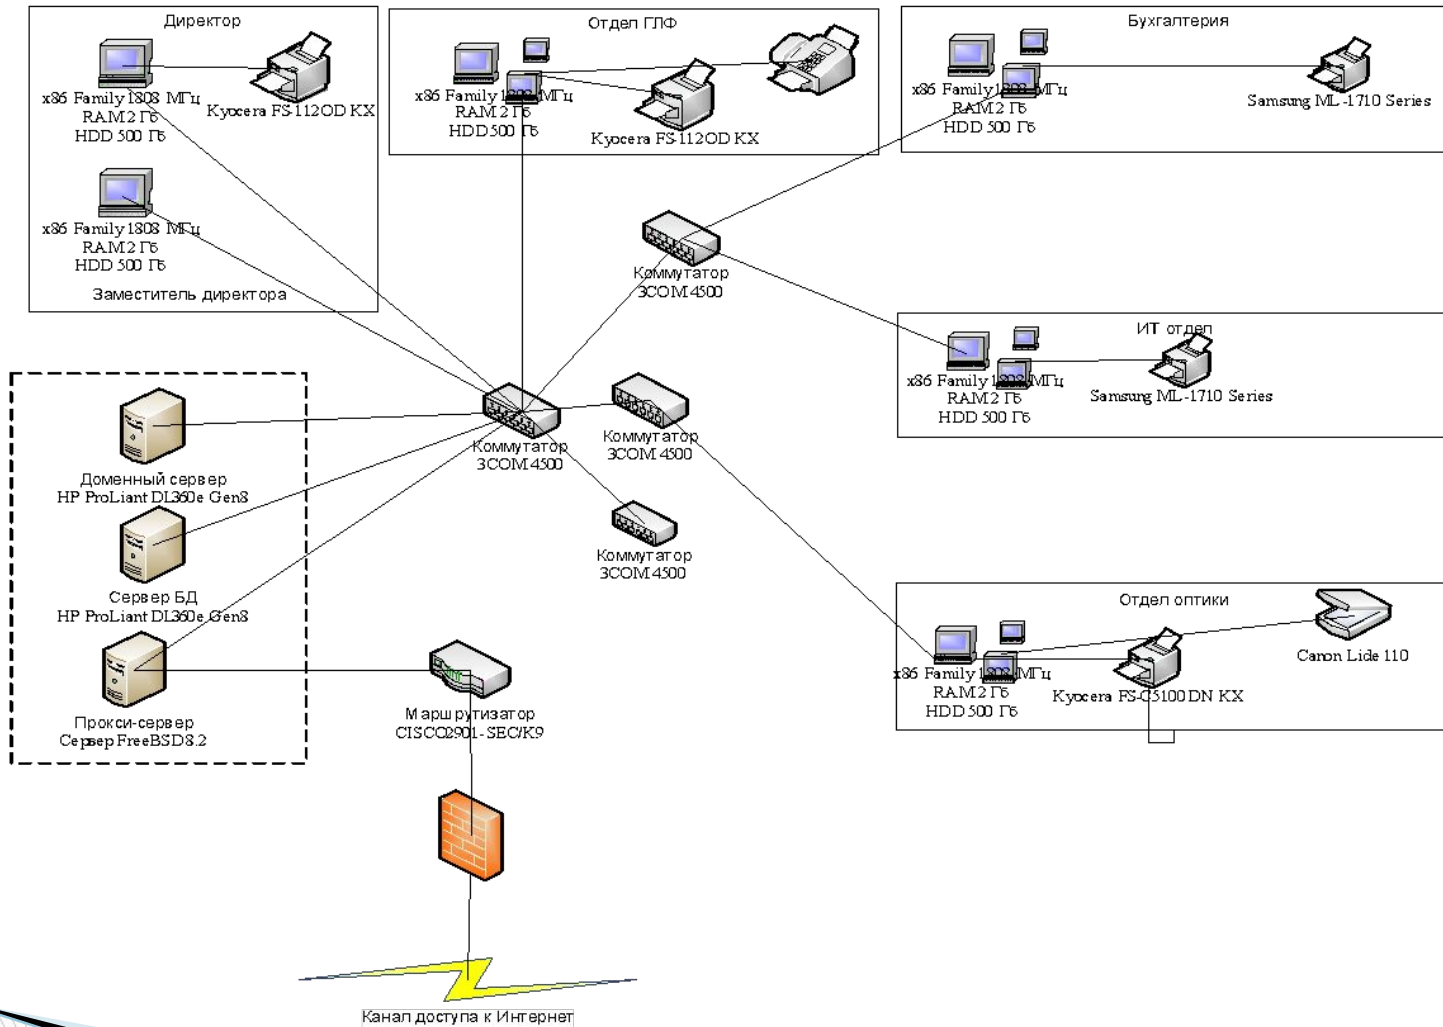 Директор
x86 Family 1808 МГц
RAM 2 Гб
HDD 500 Гб
Kyocera FS-112OD KX
x86 Family 1808 МГц
RAM 2 Гб
HDD 500 Гб
Заместитель директора
Отдел ГЛФ
x86 Family 1808 МГц
RAM 2 Гб
HDD 500 Гб
Kyocera FS-112OD KX
Бухгалтерия
x86 Family 1808 МГц
RAM 2 Гб
HDD 500 Гб
Samsung ML-1710 Series
Коммутатор
3COM 4500
ИТ отдел
x86 Family 1808 МГц
RAM 2 Гб
HDD 500 Гб
Samsung ML-1710 Series
Коммутатор
3COM 4500
Коммутатор
3COM 4500
Коммутатор
3COM 4500
Доменный сервер
HP ProLiant DL360e Gen8
Сервер БД
HP ProLiant DL360e Gen8
Прокси-сервер
Сервер FreeBSD 8.2
Маршрутизатор
CISCO2901-SEC/K9
Отдел оптики
x86 Family 1808 МГц
RAM 2 Гб
HDD 500 Гб
Kyocera FS-C5100 DN KX
Canon Lide 110
Канал доступа к Интернет